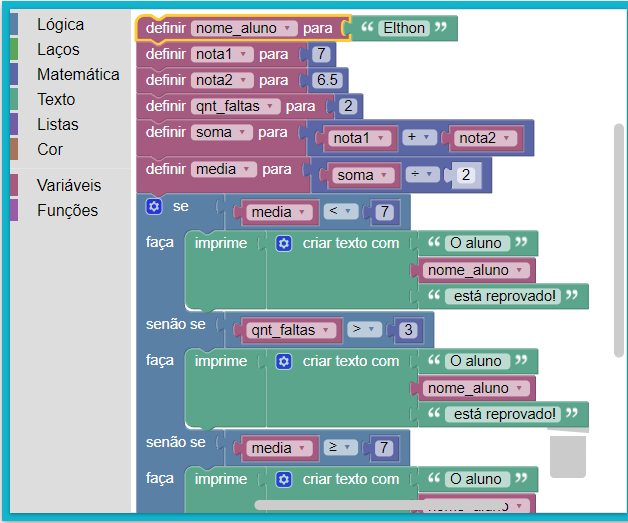 Lógica
Laços
Matemática
Texto
Listas
Cor
Variáveis
Funções
definir nome_aluno para “ Elthon ”
definir nota1 para 7
definir nota2 para 6.5
definir qnt_faltas para 2
definir soma para nota1 + nota2
definir media para soma ÷ 2
se media < 7
faça imprime criar texto com “ O aluno ”
nome_aluno
“ está reprovado! ”
senão se qnt_faltas > 3
faça imprime criar texto com “ O aluno ”
nome_aluno
“ está reprovado! ”
senão se media ≥ 7
faça imprime criar texto com “ O aluno ”
nome_aluno